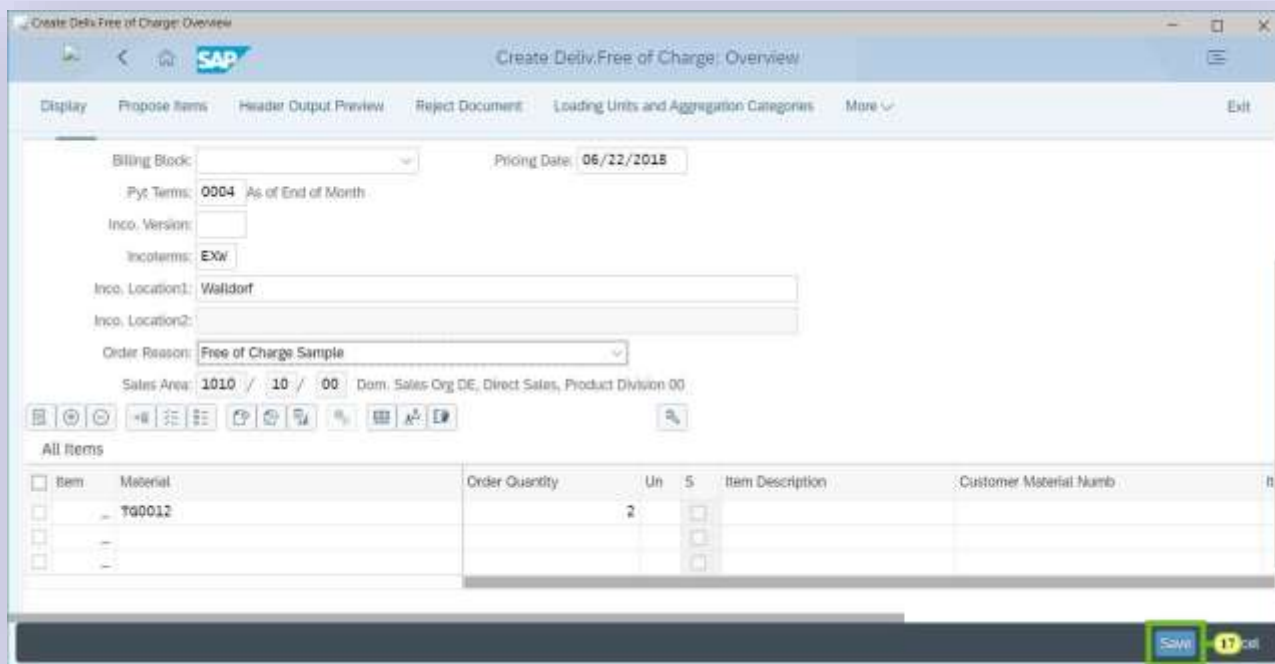 Create Deliv.Free of Charge: Overview
SAP Create Deliv.Free of Charge: Overview
Display Propose Items Header Output Preview Reject Document Loading Units and Aggregation Categories More Exit
Billing Block: Pricing Date: 06/22/2018
Pyt Terms: 0004 As of End of Month
Inco. Version:
Incoterms: EXW
Inco. Location1: Walldorf
Inco. Location2:
Order Reason: Free of Charge Sample
Sales Area: 1010 / 10 / 00 Dom. Sales Org DE, Direct Sales, Product Division 00
All Items
Item Material Order Quantity Un S Item Description Customer Material Numb
TG0012 2
Save 17